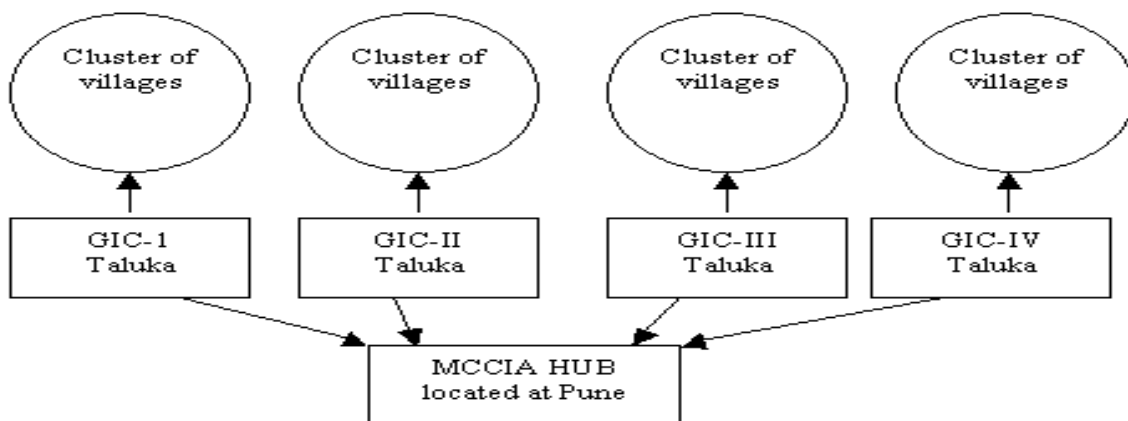 Cluster of
villages
Cluster of
villages
Cluster of
villages
Cluster of
villages
GIC-1
Taluka
GIC-II
Taluka
GIC-III
Taluka
GIC-IV
Taluka
MCCIA HUB
located at Pune